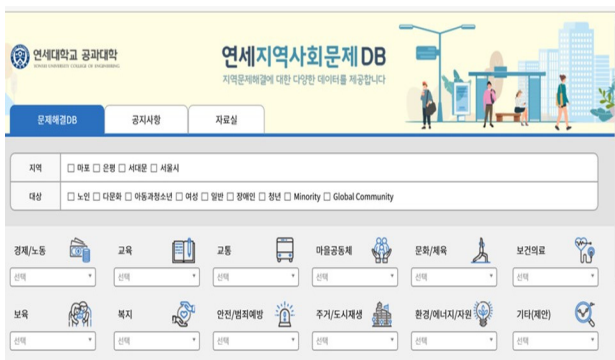 연세대학교 공과대학
YONSEI UNIVERSITY COLLEGE OF ENGINEERING
연세지역사회문제 DB
지역문제해결에 대한 다양한 데이터를 제공합니다
문제해결DB 공지사항 자료실
지역 □ 마포 □ 은평 □ 서대문 □ 서울시
대상 □ 노인 □ 다문화 □ 아동과청소년 □ 여성 □ 일반 □ 장애인 □ 청년 □ Minority □ Global Community
경제/노동 교육 교통 마을공동체 문화/체육 보건의료
선택 선택 선택 선택 선택 선택
보육 복지 안전/범죄예방 주거/도시재생 환경/에너지/자원 기타(제안)
선택 선택 선택 선택 선택 선택